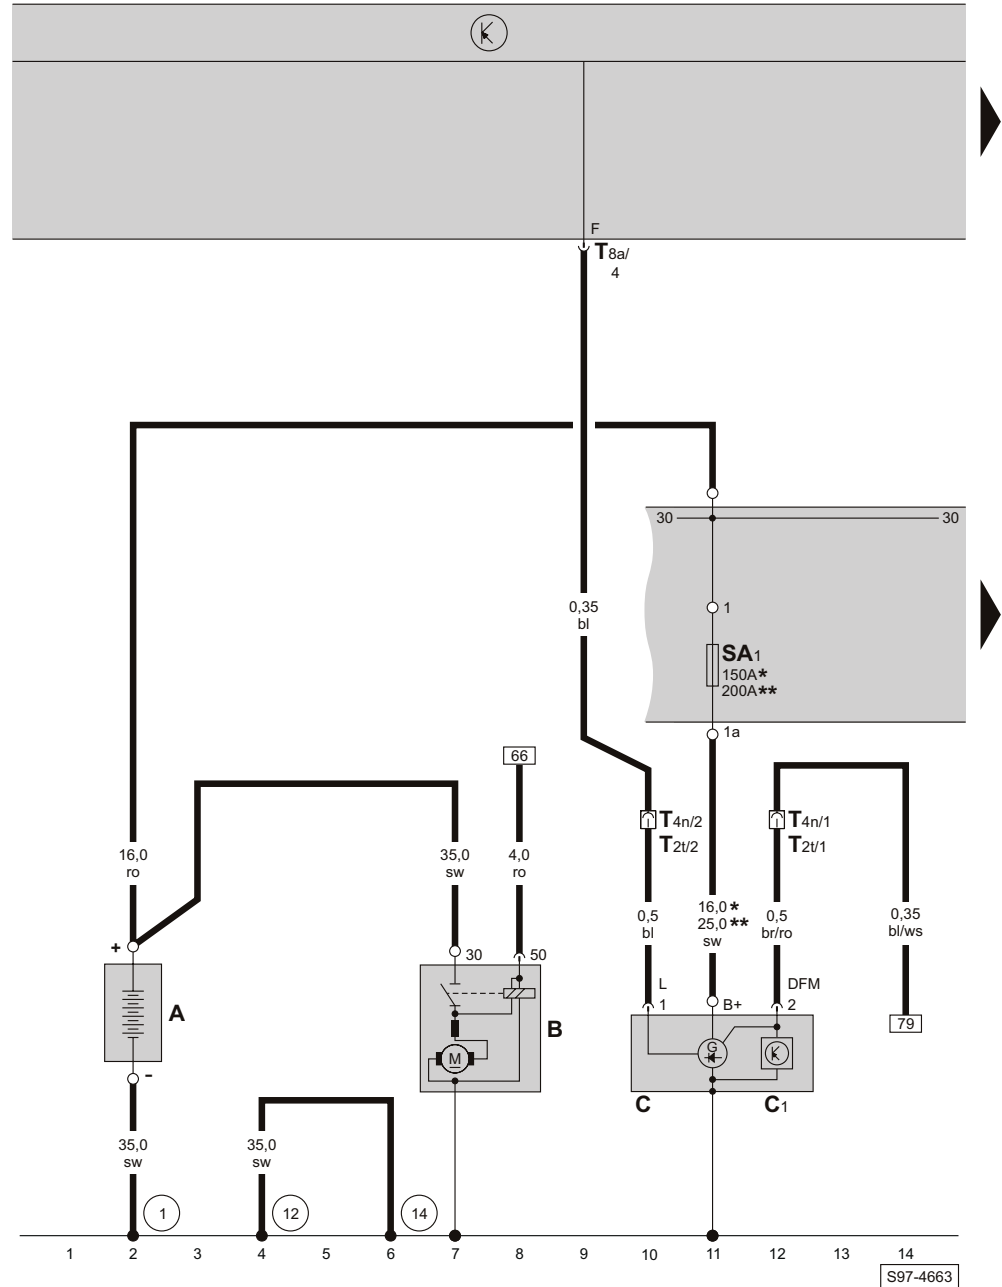 F
T8a/
4
30 30
0,35
bl
1
SA1
150A*
200A**
1a
66
T4n/2
T2t/2
T4n/1
T2t/1
16,0
ro
35,0
sw
4,0
ro
0,5
bl
16,0 *
25,0 **
sw
0,5
br/ro
0,35
bl/ws
+
30
50
L
1
B+
DFM
2
79
A
B
M
G
-
C
C1
35,0
sw
35,0
sw
1
12
14
1 2 3 4 5 6 7 8 9 10 11 12 13 14
S97-4663